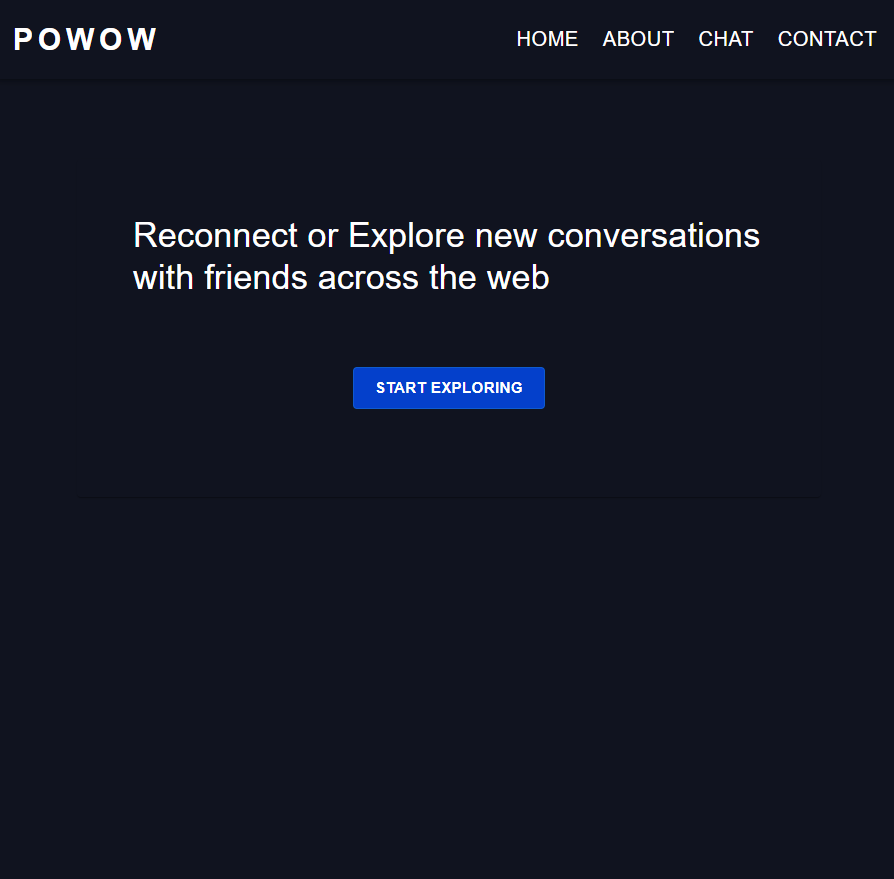 POWOW
HOME ABOUT CHAT CONTACT
Reconnect or Explore new conversations
with friends across the web
START EXPLORING